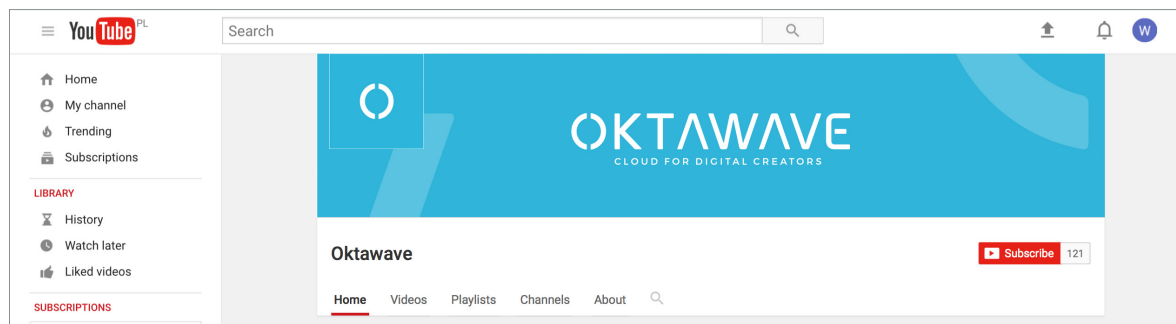 YouTube PL
Search
W
Home
My channel
Trending
Subscriptions
LIBRARY
History
Watch later
Liked videos
SUBSCRIPTIONS
OKTAWAVE
CLOUD FOR DIGITAL CREATORS
Oktawave
Subscribe 121
Home Videos Playlists Channels About